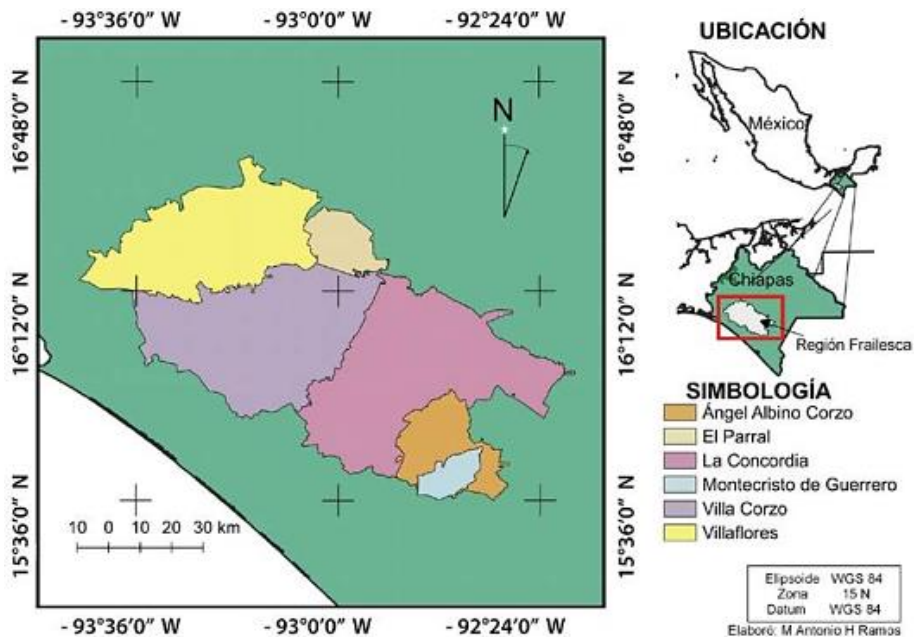 - 93°36'0" W
- 93°0'0" W
- 92°24'0" W
16°48'0" N
16°12'0" N
15°36'0" N
N
10 0 10 20 30 km
16°48'0" N
16°12'0" N
15°36'0" N
- 93°36'0" W
- 93°0'0" W
- 92°24'0" W
UBICACIÓN
México
Chiapas
Región Frailesca
SIMBOLOGÍA
Ángel Albino Corzo
El Parral
La Concordia
Montecristo de Guerrero
Villa Corzo
Villaflores
Elipsoide WGS 84
Zona 15 N
Datum WGS 84
Elaboró: M Antonio H Ramos